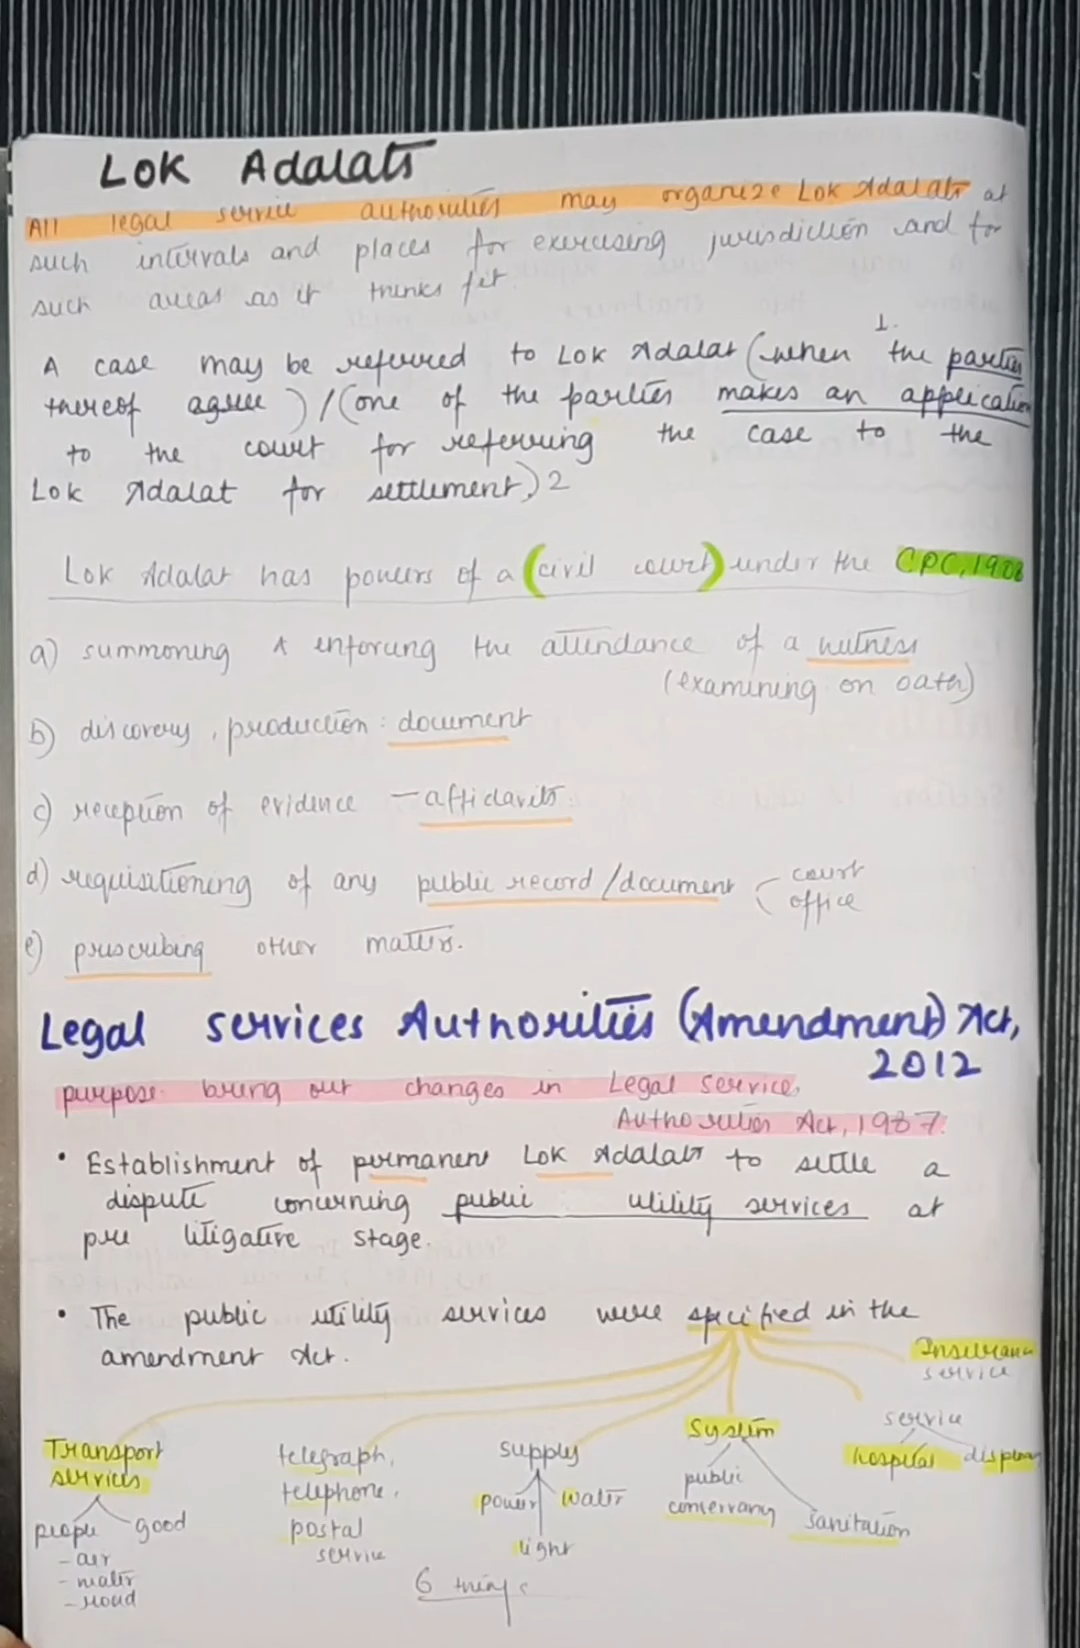 Lok Adalats
All legal service authorities may organize Lok Adalats at
such intervals and places for exercising jurisdiction and for
such areas as it thinks fit.
1.
A case may be referred to Lok Adalat (when the parties
thereof agree) / (one of the parties makes an application
to the court for referring the case to the
Lok Adalat for settlement.) 2
Lok Adalat has powers of a (civil court) under the CPC, 1908
a) summoning & enforcing the attendance of a witness
(examining on oath)
b) discovery, production : document
c) reception of evidence – affidavits
d) requisitioning of any public record / document
court
office
e) prescribing other matters.
Legal services Authorities (Amendment) Act,
2012
purpose: bring out changes in Legal Service
Authorities Act, 1987.
• Establishment of permanent Lok Adalats to settle a
dispute concerning public utility services at
pre litigative stage.
• The public utility services were specified in the
amendment Act.
Insurance
service
Transport
services
people good
- air
- water
- road
telegraph,
telephone,
postal
service
supply
power water
light
System
public
conservancy
sanitation
service
hospital
6 things